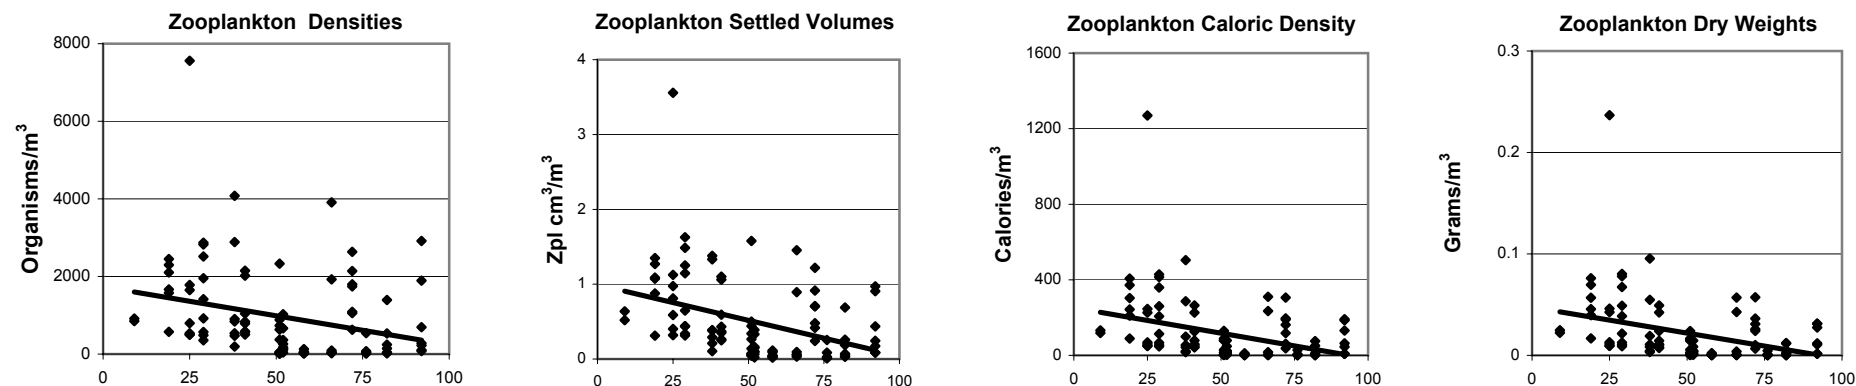 Zooplankton Densities
Organisms/m³
8000
6000
4000
2000
0
0 25 50 75 100
Zooplankton Settled Volumes
Zpl cm³/m³
4
3
2
1
0
0 25 50 75 100
Zooplankton Caloric Density
Calories/m³
1600
1200
800
400
0
0 25 50 75 100
Zooplankton Dry Weights
Grams/m³
0.3
0.2
0.1
0
0 25 50 75 100